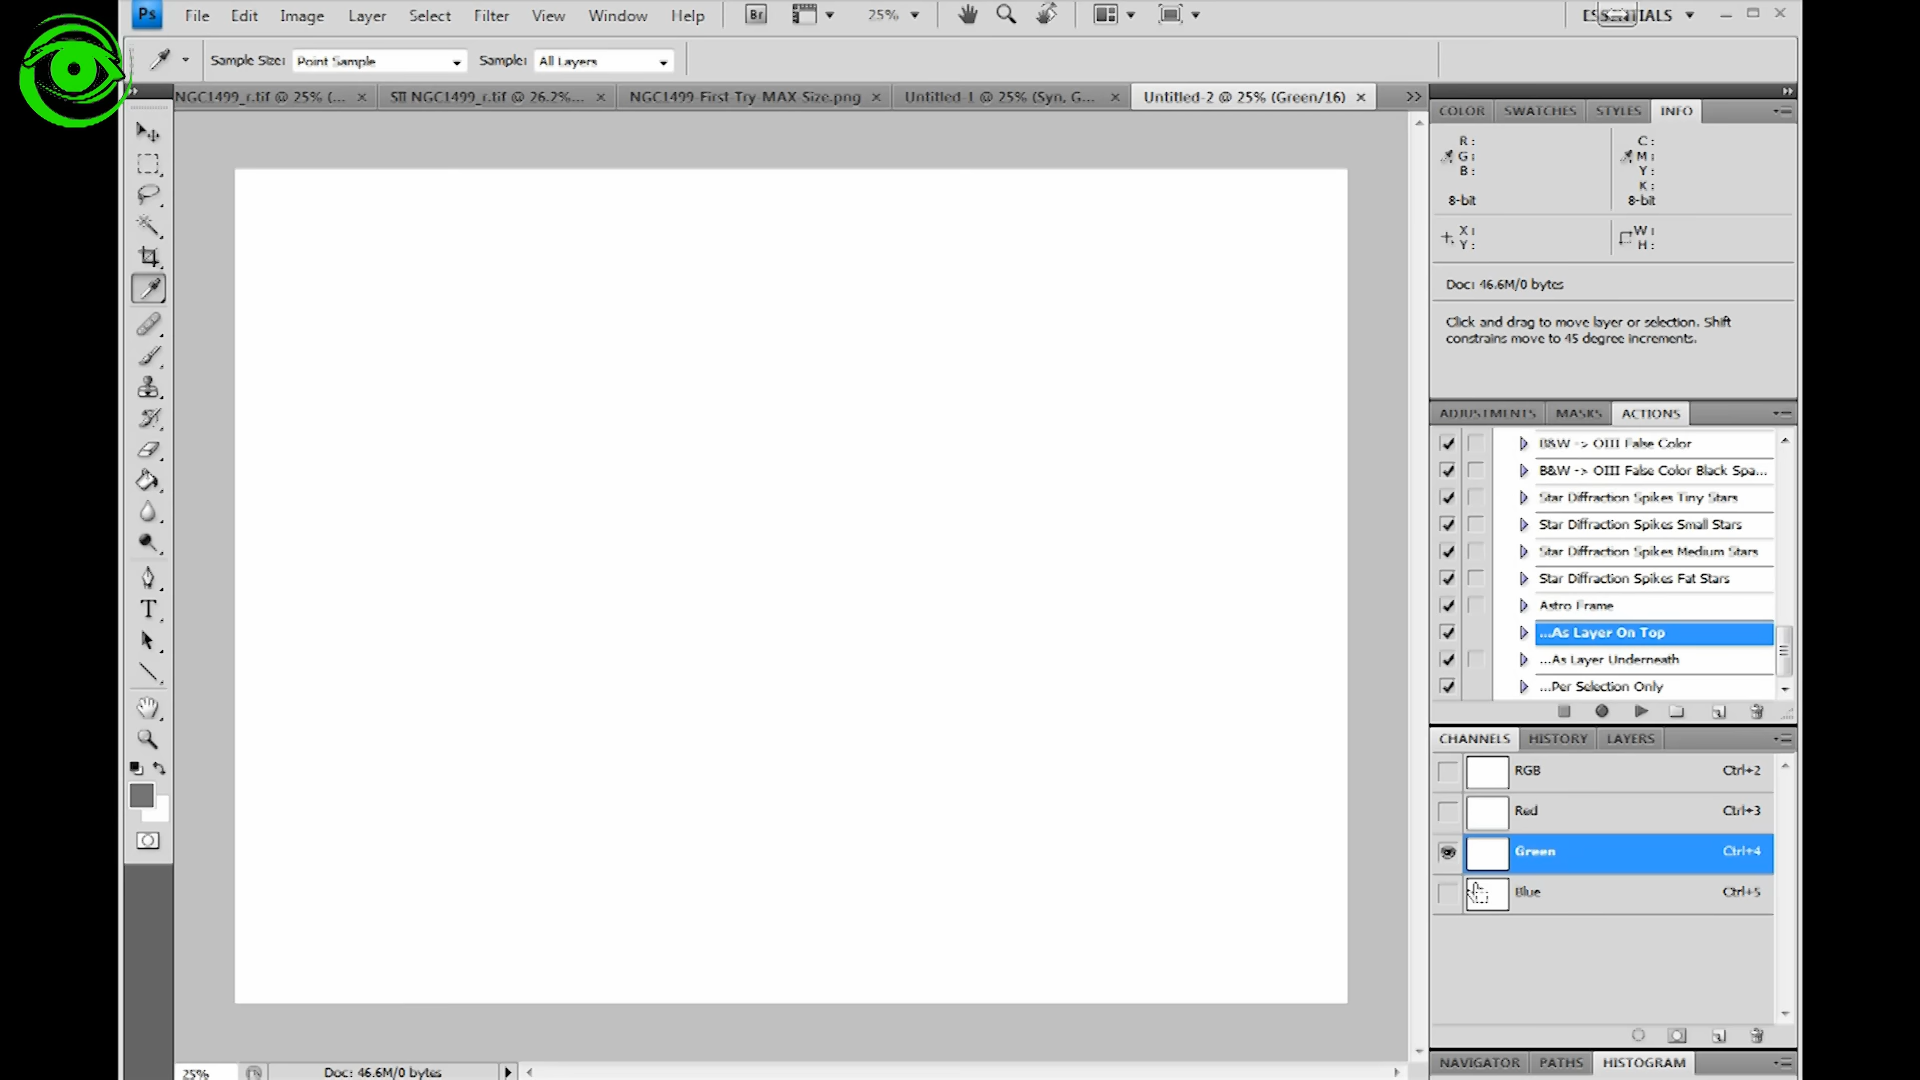 Ps File Edit Image Layer Select Filter View Window Help Br 25%
Sample Size: Point Sample Sample: All Layers
NGC1499_r.tif @ 25% (... SII NGC1499_r.tif @ 26.2%... NGC1499-First-Try-MAX-Size.png Untitled-1 @ 25% (Syn, G... Untitled-2 @ 25% (Green/16)
COLOR SWATCHES STYLES INFO
R: C:
G: M:
B: Y:
K:
8-bit 8-bit
X: W:
Y: H:
Doc: 46.6M/0 bytes
Click and drag to move layer or selection. Shift
constrains move to 45 degree increments.
ADJUSTMENTS MASKS ACTIONS
B&W -> OIII False Color
B&W -> OIII False Color Black Spa...
Star Diffraction Spikes Tiny Stars
Star Diffraction Spikes Small Stars
Star Diffraction Spikes Medium Stars
Star Diffraction Spikes Fat Stars
Astro Frame
...As Layer On Top
...As Layer Underneath
...Per Selection Only
CHANNELS HISTORY LAYERS
RGB Ctrl+2
Red Ctrl+3
Green Ctrl+4
Blue Ctrl+5
NAVIGATOR PATHS HISTOGRAM
25% Doc: 46.6M/0 bytes